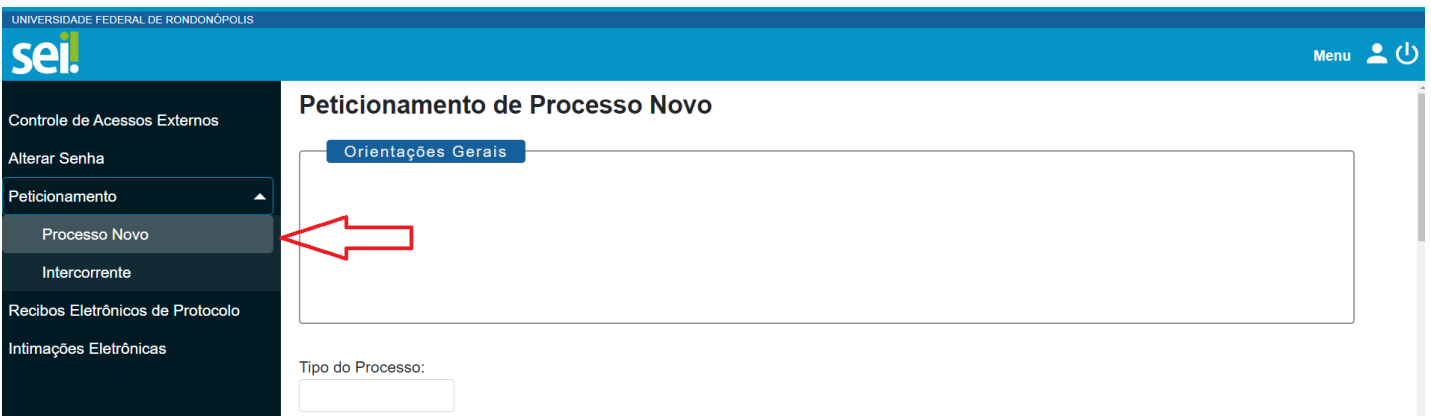 UNIVERSIDADE FEDERAL DE RONDONÓPOLIS
sei!
Menu
Controle de Acessos Externos
Alterar Senha
Peticionamento
Processo Novo
Intercorrente
Recibos Eletrônicos de Protocolo
Intimações Eletrônicas
Peticionamento de Processo Novo
Orientações Gerais
Tipo do Processo: